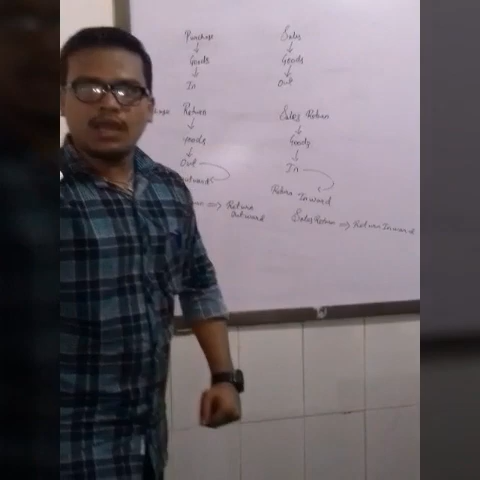 Purchase
↓
Goods
↓
In
Return
↓
Goods
↓
Out
outwards
=> Return
Outward
Sales
↓
Goods
↓
Out
Sales Return
↓
Goods
↓
In
Return Inward
Sales Return => Return Inward